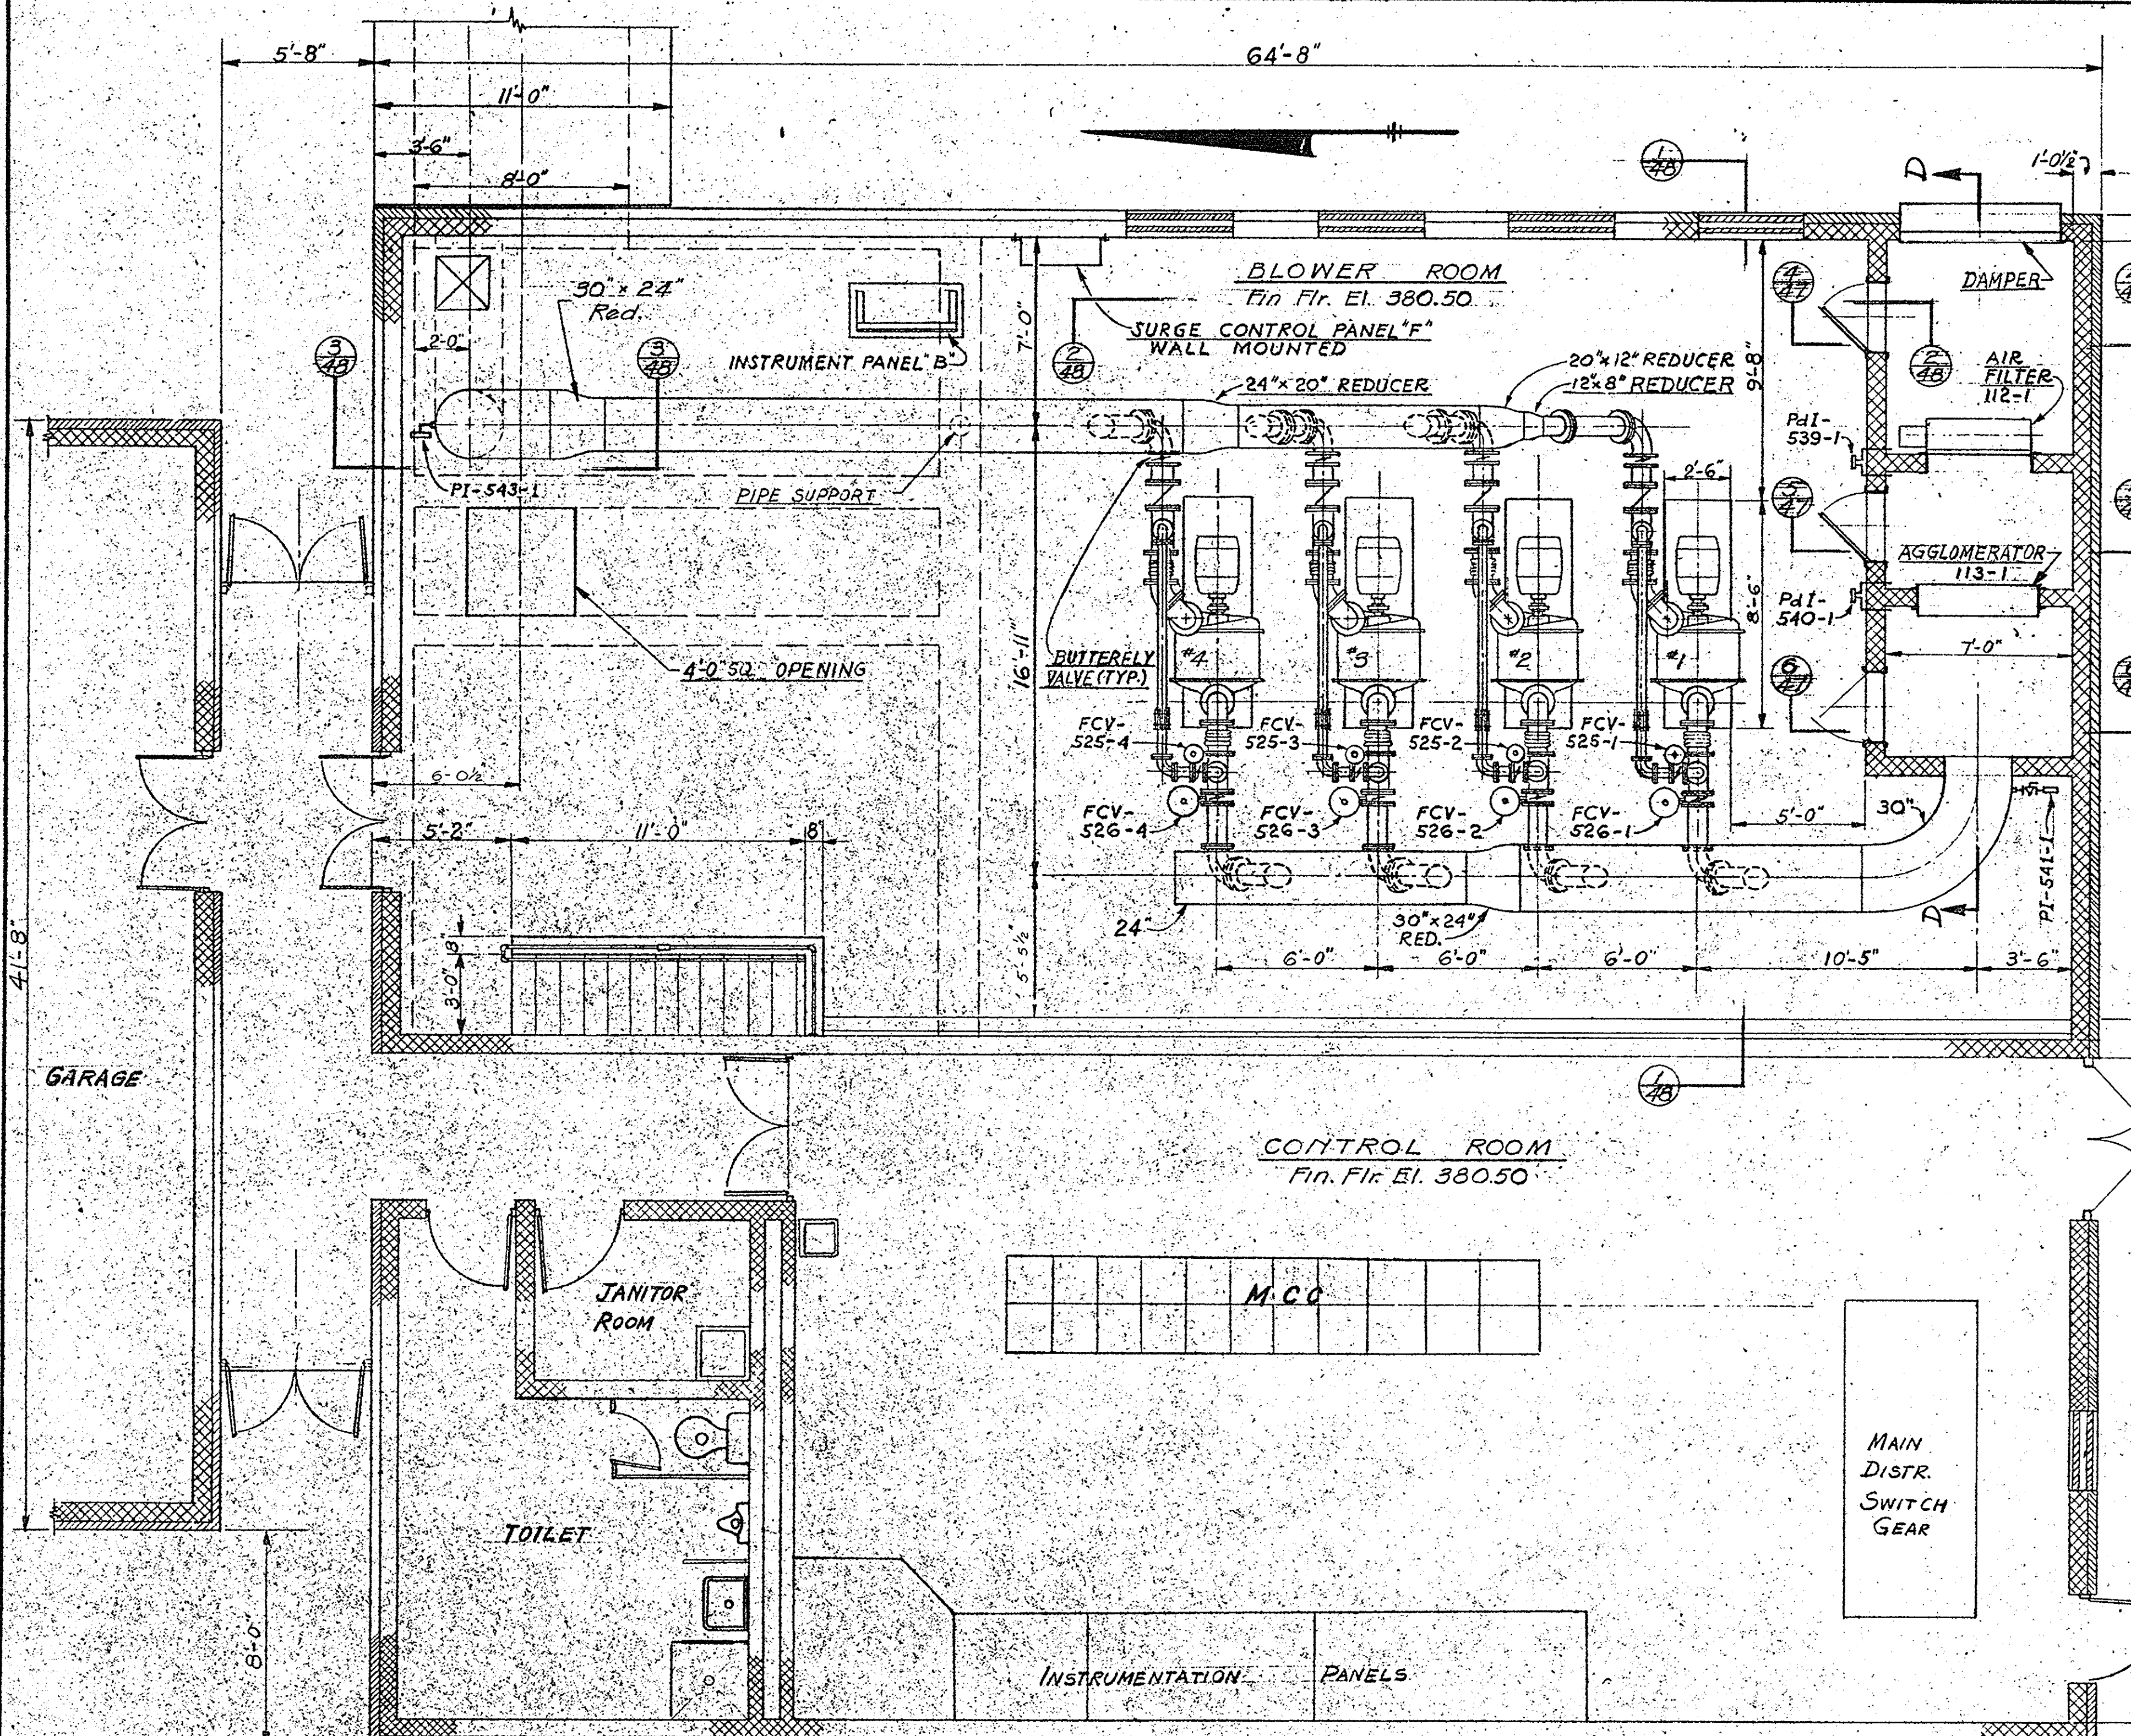 5'-8"
64'-8"
11'-0"
3'-6"
8'-0"
1
48
D
1'-0½"
BLOWER ROOM
Fin Flr. El. 380.50
4
47
DAMPER
30" x 24"
Red.
SURGE CONTROL PANEL "F"
WALL MOUNTED
7'-0"
2
48
3
48
2'-0"
3
48
INSTRUMENT PANEL "B"
24" x 20" REDUCER
20" x 12" REDUCER
12" x 8" REDUCER
9'-8"
2
48
AIR
FILTER
112-1
PdI-
539-1
PI-543-1
PIPE SUPPORT
2'-6"
5
47
AGGLOMERATOR
113-1
PdI-
540-1
8'-6"
7'-0"
4'-0" SQ. OPENING
16'-11"
BUTTERFLY
VALVE (TYP.)
#4
#3
#2
#1
6
47
FCV-
525-4
FCV-
525-3
FCV-
525-2
FCV-
525-1
6'-0½
FCV-
526-4
FCV-
526-3
FCV-
526-2
FCV-
526-1
5'-0"
30"
5'-2"
11'-0"
8"
PI-541-1
24"
30" x 24"
RED.
D
8"
3'-0"
5'-5½"
6'-0"
6'-0"
6'-0"
10'-5"
3'-6"
41'-8"
GARAGE
1
48
CONTROL ROOM
Fin. Flr. El. 380.50
JANITOR
ROOM
M.C.C
MAIN
DISTR.
SWITCH
GEAR
TOILET
8'-0"
INSTRUMENTATION PANELS